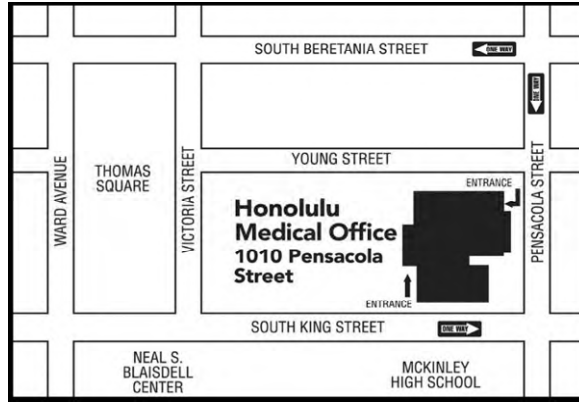 SOUTH BERETANIA STREET
ONE WAY
ONE WAY
WARD AVENUE
THOMAS
SQUARE
VICTORIA STREET
YOUNG STREET
PENSACOLA STREET
ENTRANCE
Honolulu
Medical Office
1010 Pensacola
Street
ENTRANCE
SOUTH KING STREET
ONE WAY
NEAL S.
BLAISDELL
CENTER
MCKINLEY
HIGH SCHOOL